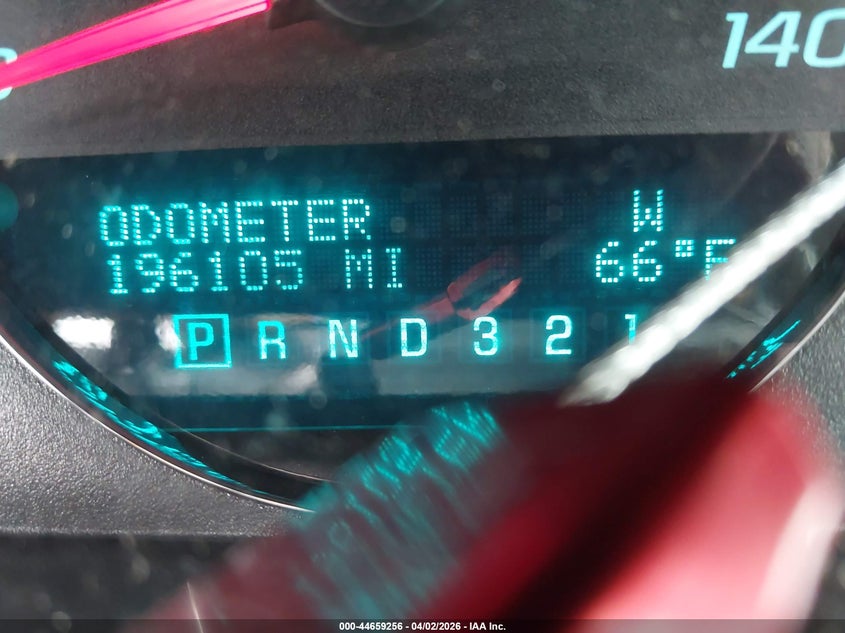 140
ODOMETER W
196105 MI 66°F
P R N D 3 2 1
000-44659256 - 04/02/2026 - IAA Inc.